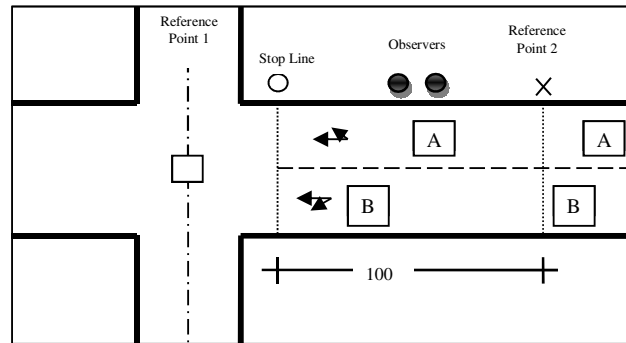 Reference
Point 1
Stop Line
Observers
Reference
Point 2
A
A
B
B
100